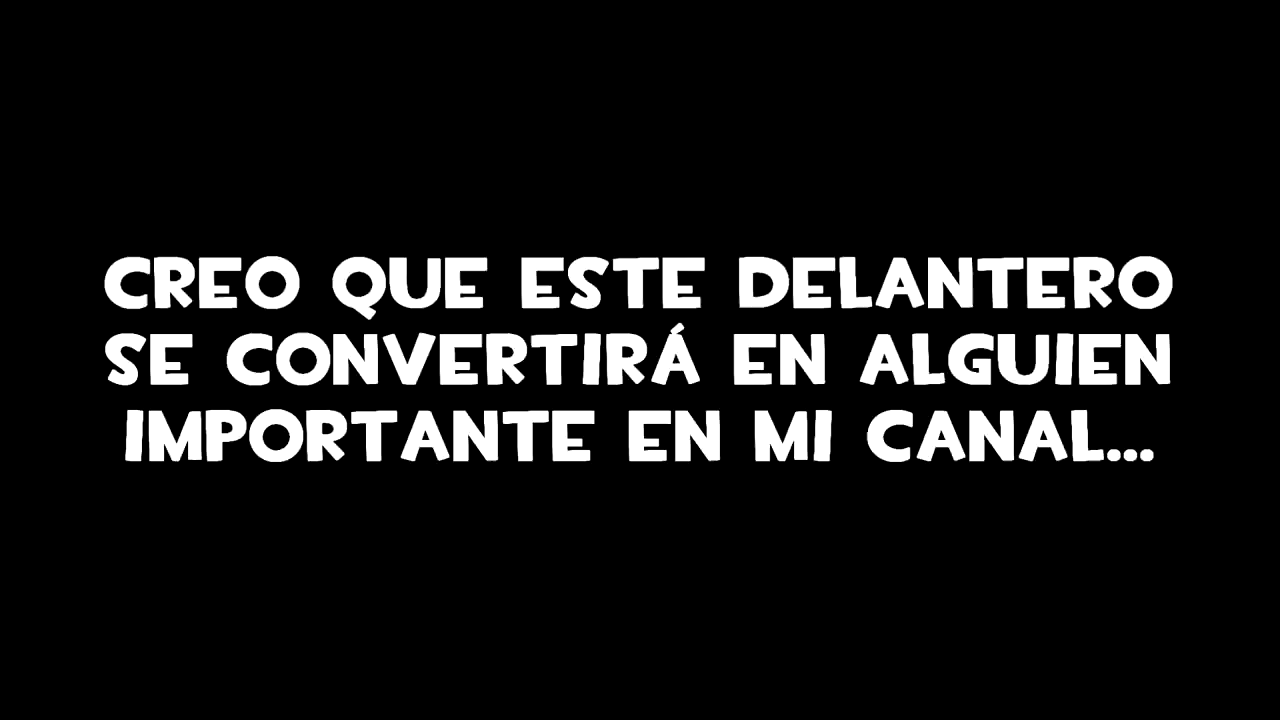 CREO QUE ESTE DELANTERO
SE CONVERTIRÁ EN ALGUIEN
IMPORTANTE EN MI CANAL...